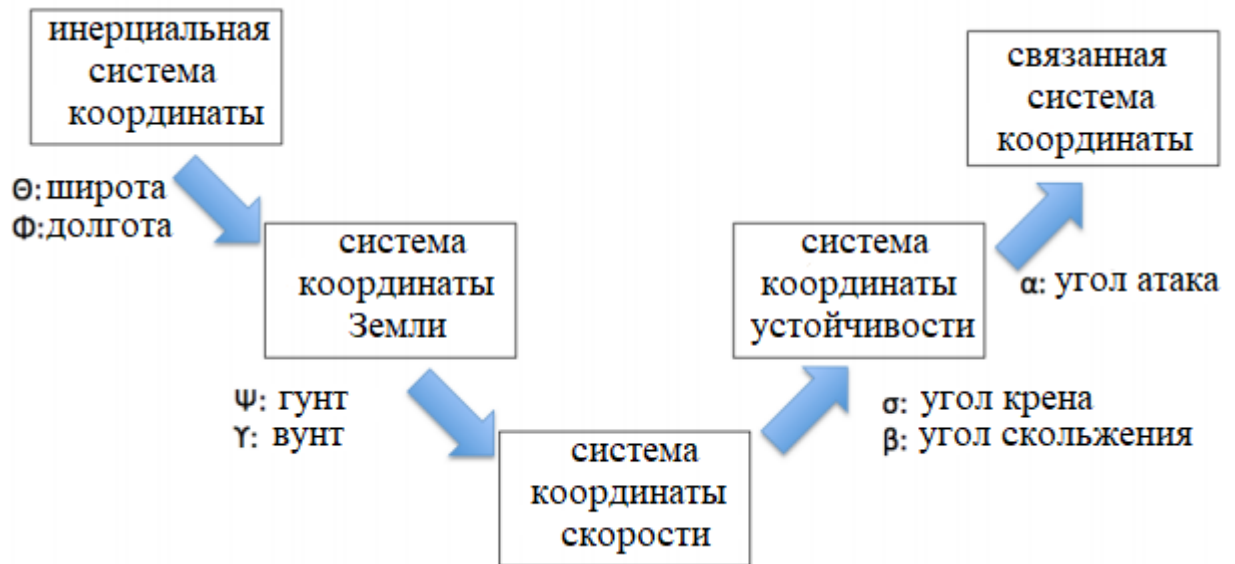 инерциальная
система
координаты
связанная
система
координаты
Θ:широта
Φ:долгота
система
координаты
Земли
система
координаты
устойчивости
α: угол атака
Ψ: гунт
ϒ: вунт
σ: угол крена
β: угол скольжения
система
координаты
скорости